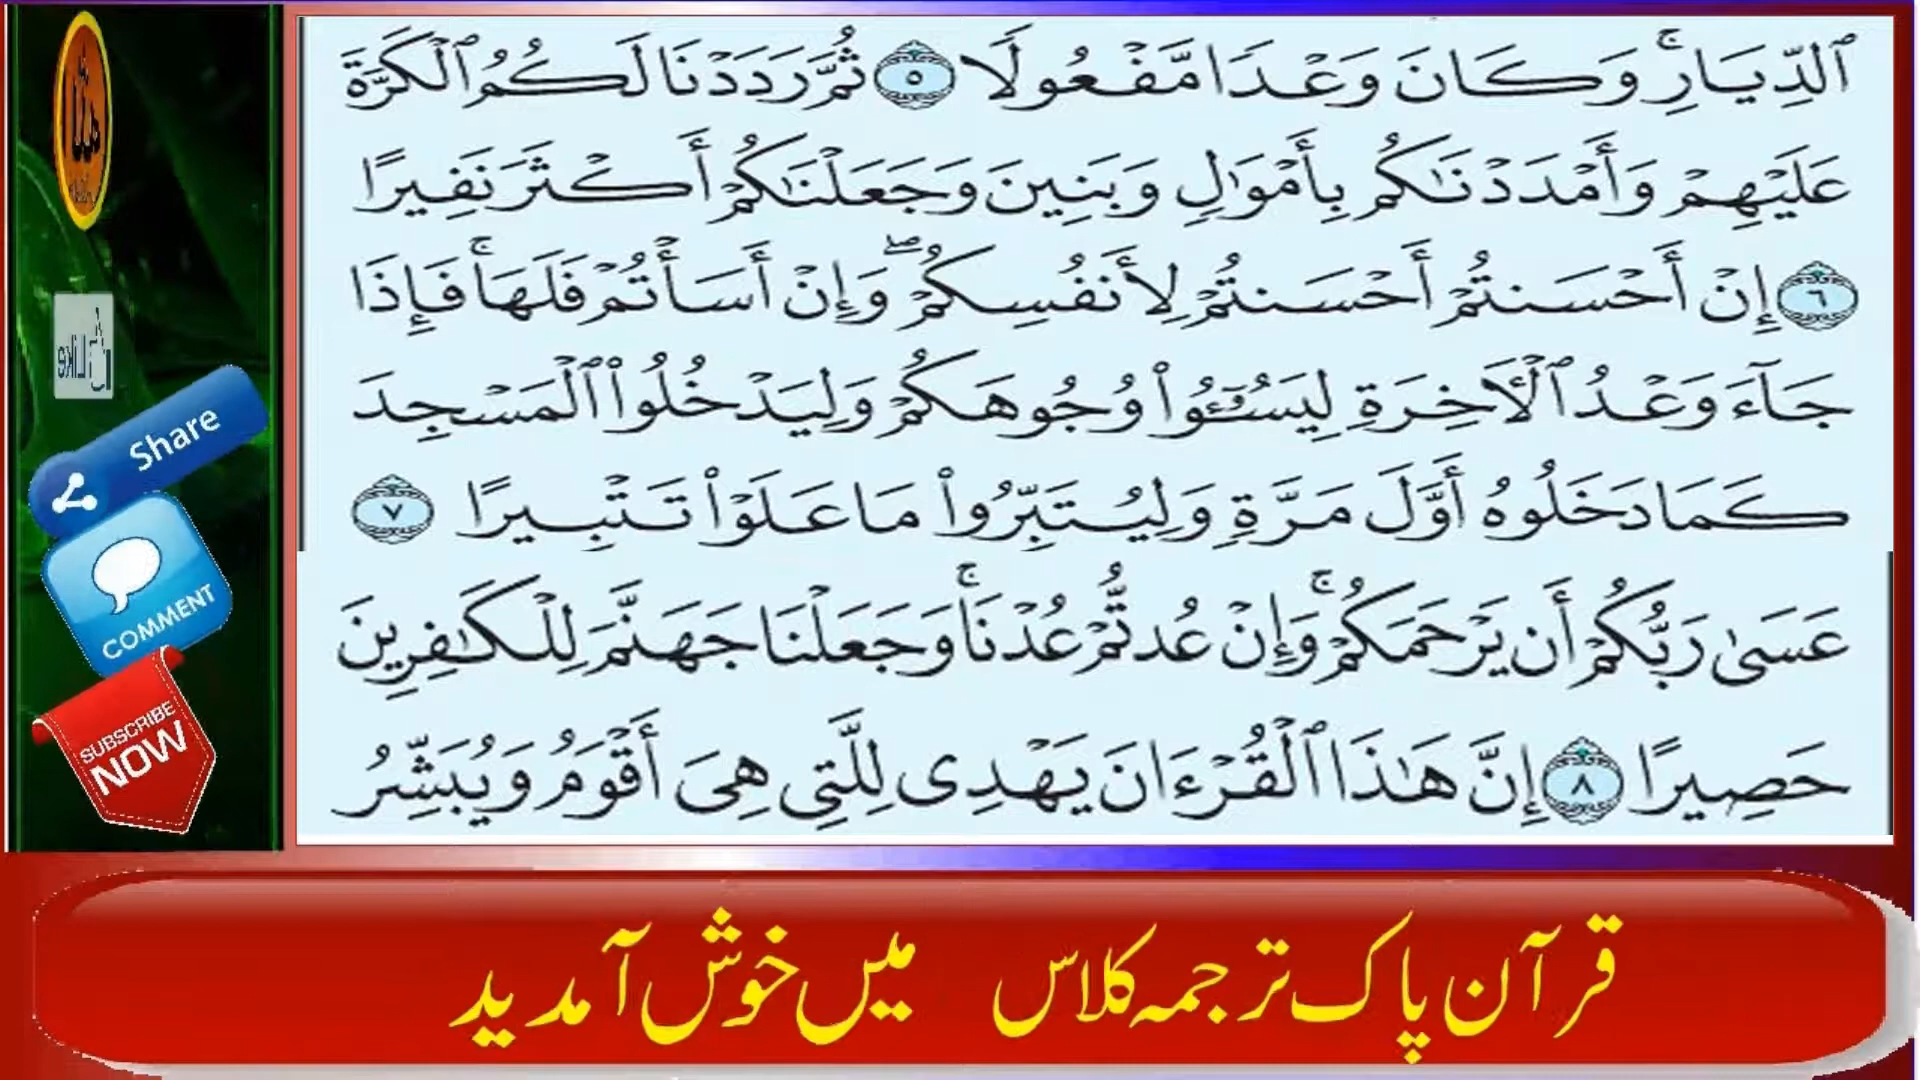 ٱلدِّيَارِۚ وَكَانَ وَعْدًا مَّفْعُولًا ٥ ثُمَّ رَدَدْنَا لَكُمُ ٱلْكَرَّةَ
عَلَيْهِمْ وَأَمْدَدْنَـٰكُم بِأَمْوَٰلٍ وَبَنِينَ وَجَعَلْنَـٰكُمْ أَكْثَرَ نَفِيرًا
٦ إِنْ أَحْسَنتُمْ أَحْسَنتُمْ لِأَنفُسِكُمْۖ وَإِنْ أَسَأْتُمْ فَلَهَاۚ فَإِذَا
جَآءَ وَعْدُ ٱلْـَٔاخِرَةِ لِيَسُـۥٓـُٔوا۟ وُجُوهَكُمْ وَلِيَدْخُلُوا۟ ٱلْمَسْجِدَ
كَمَا دَخَلُوهُ أَوَّلَ مَرَّةٍ وَلِيُتَبِّرُوا۟ مَا عَلَوْا۟ تَتْبِيرًا ٧
عَسَىٰ رَبُّكُمْ أَن يَرْحَمَكُمْۚ وَإِنْ عُدتُّمْ عُدْنَاۚ وَجَعَلْنَا جَهَنَّمَ لِلْكَـٰفِرِينَ
حَصِيرًا ٨ إِنَّ هَـٰذَا ٱلْقُرْءَانَ يَهْدِى لِلَّتِى هِىَ أَقْوَمُ وَيُبَشِّرُ
Like
Share
COMMENT
SUBSCRIBE
NOW
قرآن پاک ترجمہ کلاس میں خوش آمدید